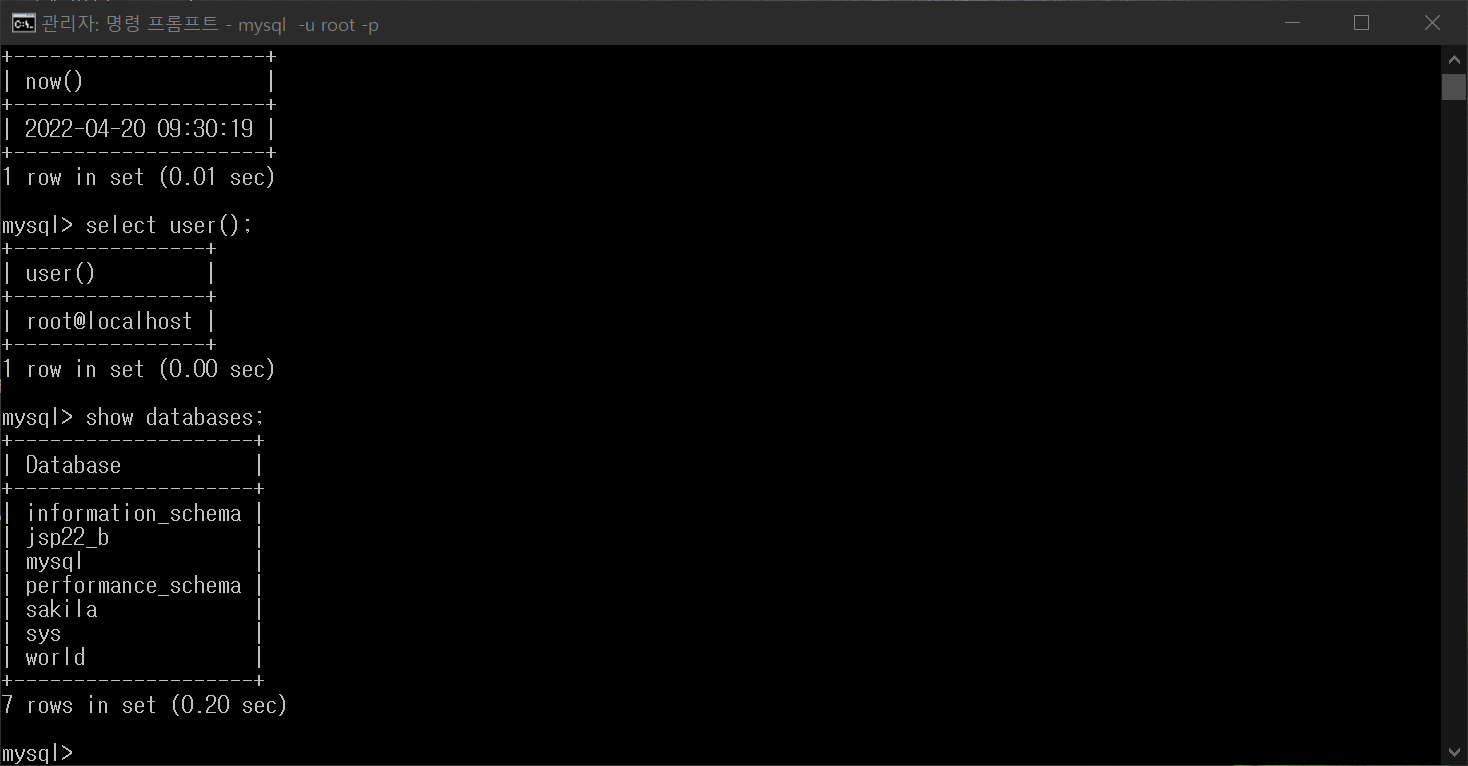 관리자: 명령 프롬프트 - mysql  -u root -p
+---------------------+
| now()               |
+---------------------+
| 2022-04-20 09:30:19 |
+---------------------+
1 row in set (0.01 sec)
mysql> select user();
+----------------+
| user()         |
+----------------+
| root@localhost |
+----------------+
1 row in set (0.00 sec)
mysql> show databases;
+--------------------+
| Database           |
+--------------------+
| information_schema |
| jsp22_b            |
| mysql              |
| performance_schema |
| sakila             |
| sys                |
| world              |
+--------------------+
7 rows in set (0.20 sec)
mysql>